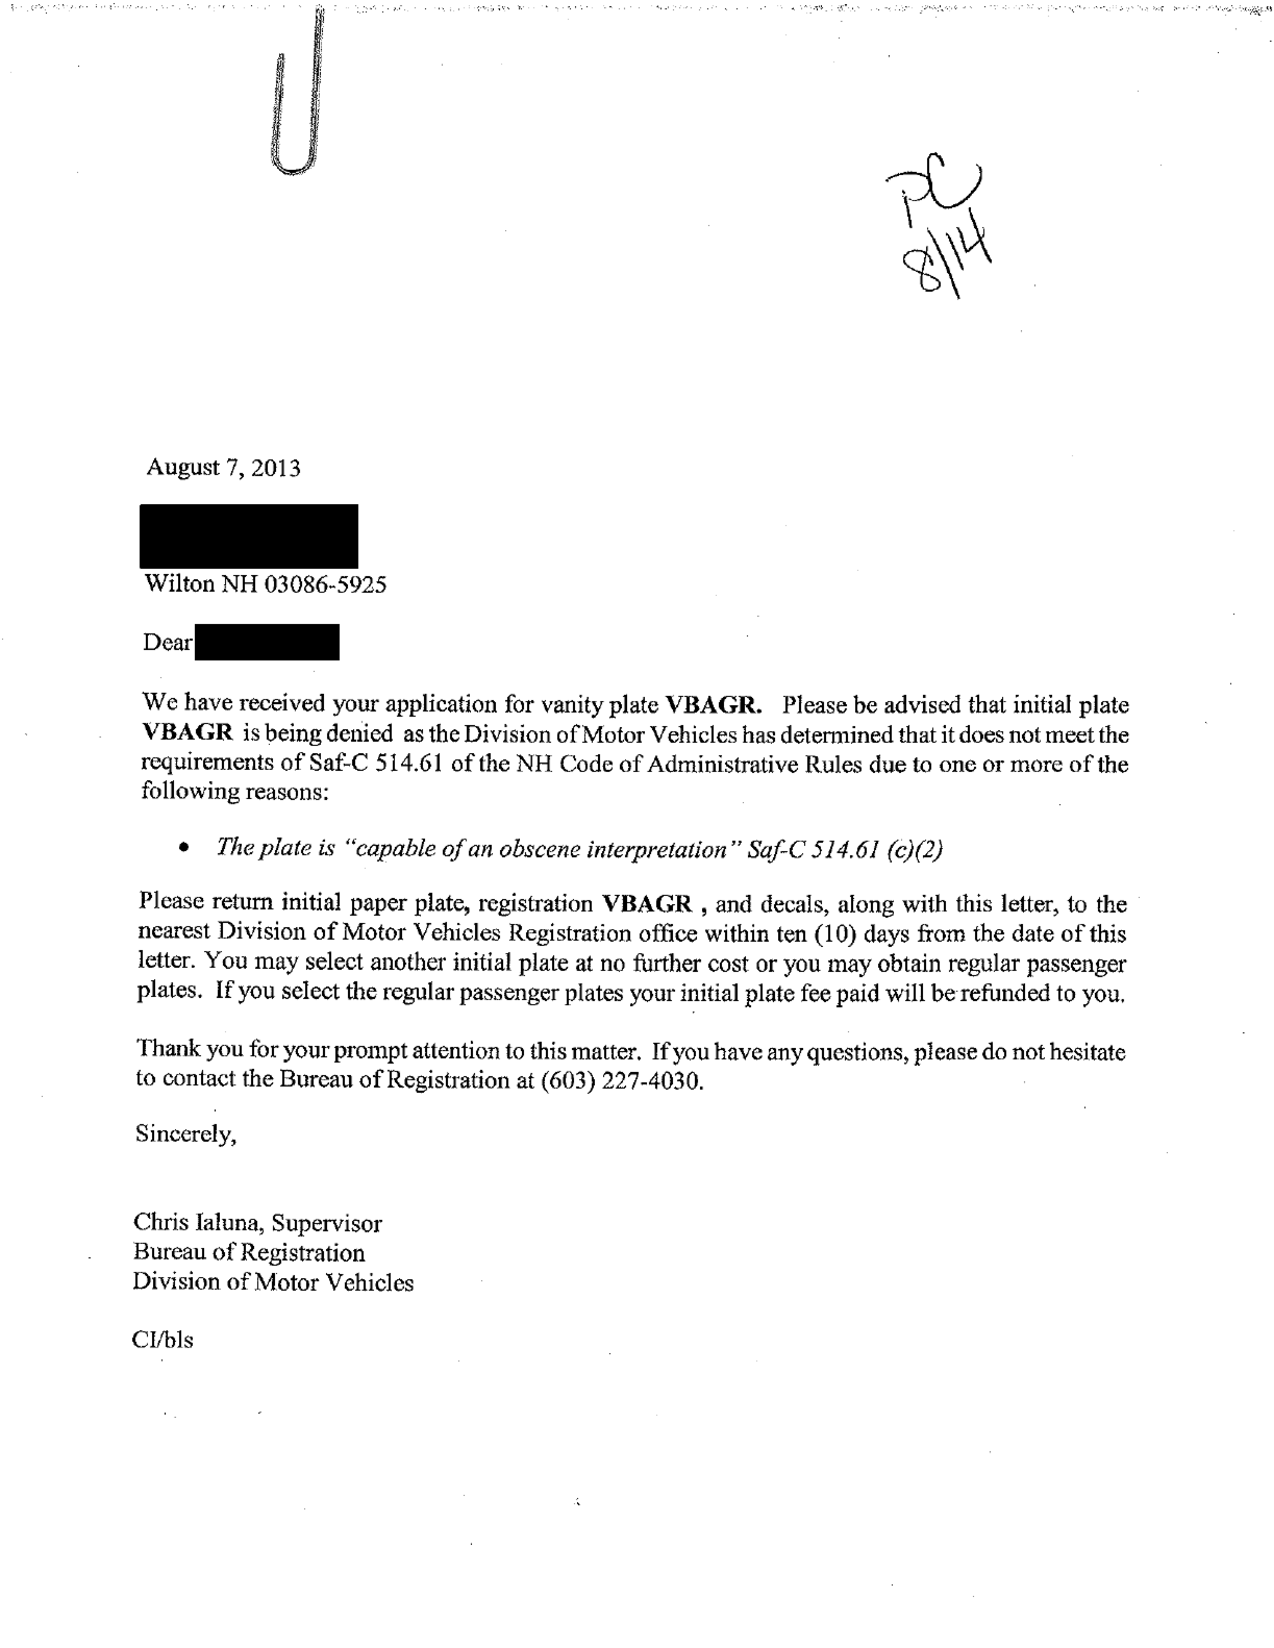 PC
8/14
August 7, 2013
Wilton NH 03086-5925
Dear
We have received your application for vanity plate VBAGR. Please be advised that initial plate
VBAGR is being denied as the Division of Motor Vehicles has determined that it does not meet the
requirements of Saf-C 514.61 of the NH Code of Administrative Rules due to one or more of the
following reasons:
• The plate is "capable of an obscene interpretation" Saf-C 514.61 (c)(2)
Please return initial paper plate, registration VBAGR , and decals, along with this letter, to the
nearest Division of Motor Vehicles Registration office within ten (10) days from the date of this
letter. You may select another initial plate at no further cost or you may obtain regular passenger
plates. If you select the regular passenger plates your initial plate fee paid will be refunded to you.
Thank you for your prompt attention to this matter. If you have any questions, please do not hesitate
to contact the Bureau of Registration at (603) 227-4030.
Sincerely,
Chris Ialuna, Supervisor
Bureau of Registration
Division of Motor Vehicles
CI/bls